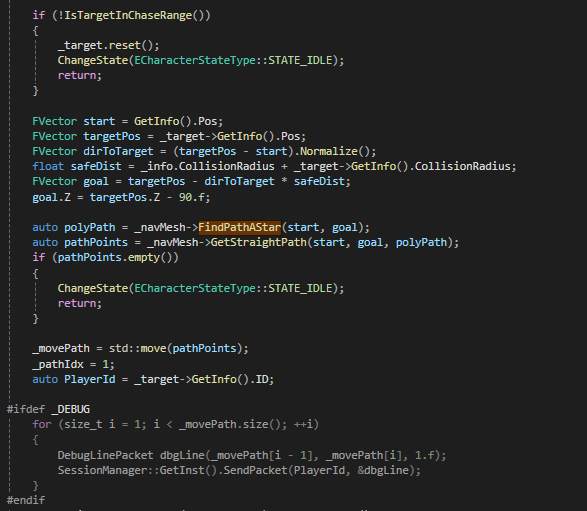 if (!IsTargetInChaseRange())
{
_target.reset();
ChangeState(ECharacterStateType::STATE_IDLE);
return;
}
FVector start = GetInfo().Pos;
FVector targetPos = _target->GetInfo().Pos;
FVector dirToTarget = (targetPos - start).Normalize();
float safeDist = _info.CollisionRadius + _target->GetInfo().CollisionRadius;
FVector goal = targetPos - dirToTarget * safeDist;
goal.Z = targetPos.Z - 90.f;
auto polyPath = _navMesh->FindPathAStar(start, goal);
auto pathPoints = _navMesh->GetStraightPath(start, goal, polyPath);
if (pathPoints.empty())
{
ChangeState(ECharacterStateType::STATE_IDLE);
return;
}
_movePath = std::move(pathPoints);
_pathIdx = 1;
auto PlayerId = _target->GetInfo().ID;
#ifdef _DEBUG
for (size_t i = 1; i < _movePath.size(); ++i)
{
DebugLinePacket dbgLine(_movePath[i - 1], _movePath[i], 1.f);
SessionManager::GetInst().SendPacket(PlayerId, &dbgLine);
}
#endif